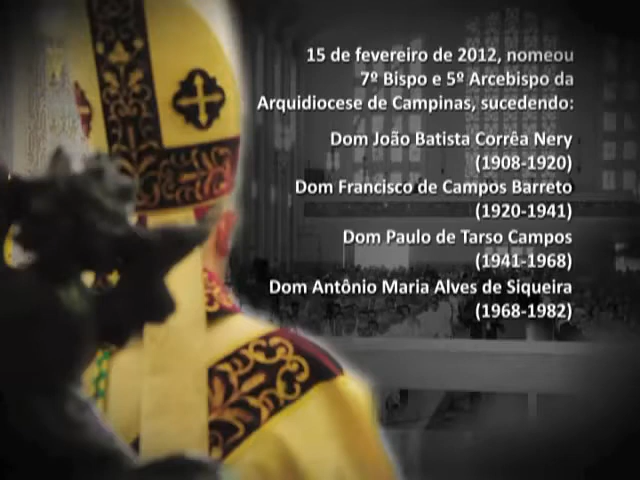 15 de fevereiro de 2012, nomeou
7º Bispo e 5º Arcebispo da
Arquidiocese de Campinas, sucedendo:
Dom João Batista Corrêa Nery
(1908-1920)
Dom Francisco de Campos Barreto
(1920-1941)
Dom Paulo de Tarso Campos
(1941-1968)
Dom Antônio Maria Alves de Siqueira
(1968-1982)